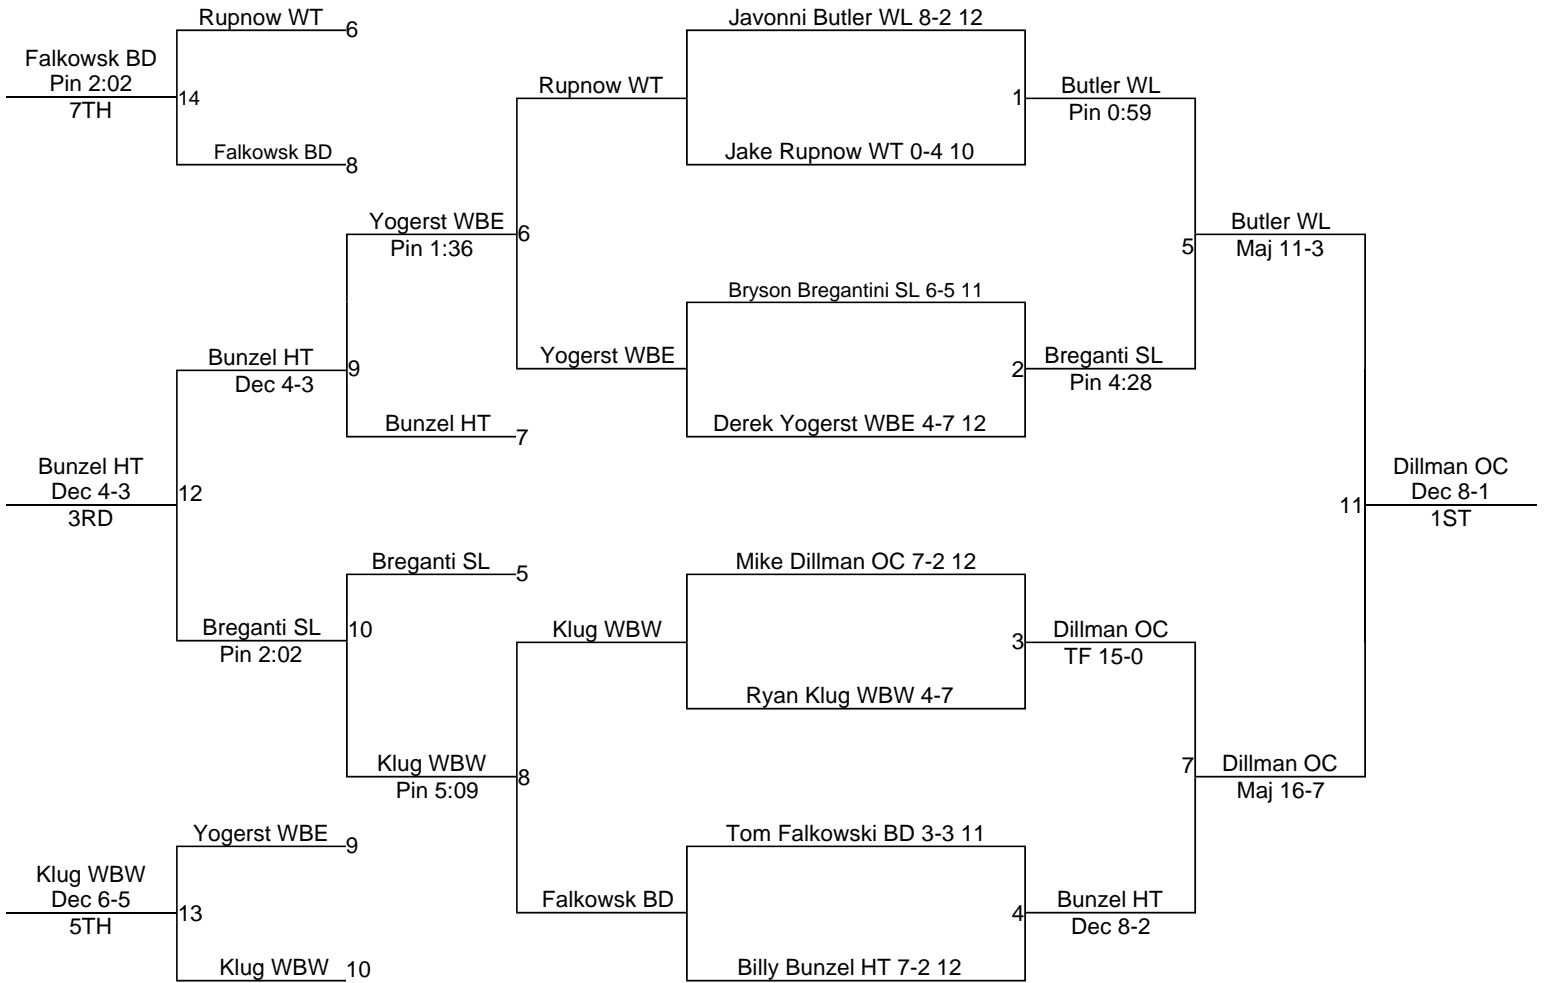 Rupnow WT
6
Javonni Butler WL 8-2 12
Falkowsk BD
Pin 2:02
14
7TH
Rupnow WT
1
Butler WL
Pin 0:59
Falkowsk BD
8
Jake Rupnow WT 0-4 10
Yogerst WBE
6
Pin 1:36
Butler WL
5
Maj 11-3
Bryson Bregantini SL 6-5 11
Bunzel HT
9
Dec 4-3
Yogerst WBE
2
Breganti SL
Pin 4:28
Bunzel HT
7
Derek Yogerst WBE 4-7 12
Bunzel HT
Dec 4-3
12
3RD
Dillman OC
Dec 8-1
11
1ST
Breganti SL
5
Mike Dillman OC 7-2 12
Breganti SL
10
Pin 2:02
Klug WBW
3
Dillman OC
TF 15-0
Ryan Klug WBW 4-7
Klug WBW
8
Pin 5:09
7
Dillman OC
Maj 16-7
Yogerst WBE
9
Tom Falkowski BD 3-3 11
Klug WBW
Dec 6-5
13
5TH
Falkowsk BD
4
Bunzel HT
Dec 8-2
Klug WBW
10
Billy Bunzel HT 7-2 12